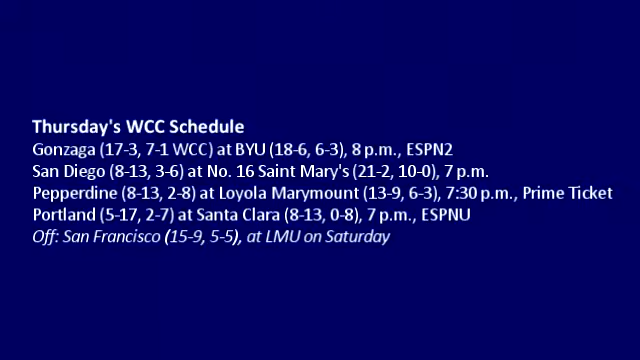 Thursday's WCC Schedule
Gonzaga (17-3, 7-1 WCC) at BYU (18-6, 6-3), 8 p.m., ESPN2
San Diego (8-13, 3-6) at No. 16 Saint Mary's (21-2, 10-0), 7 p.m.
Pepperdine (8-13, 2-8) at Loyola Marymount (13-9, 6-3), 7:30 p.m., Prime Ticket
Portland (5-17, 2-7) at Santa Clara (8-13, 0-8), 7 p.m., ESPNU
Off: San Francisco (15-9, 5-5), at LMU on Saturday